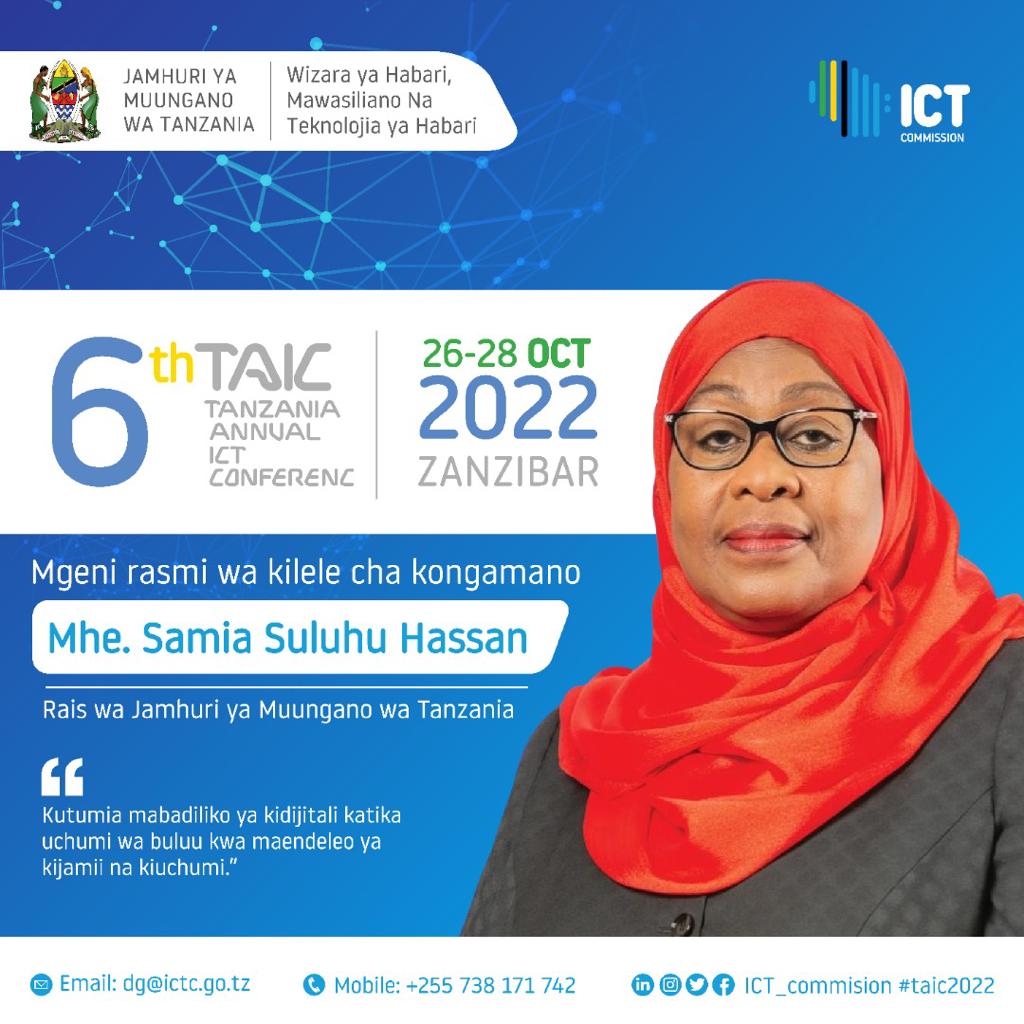 JAMHURI YA
MUUNGANO
WA TANZANIA
Wizara ya Habari,
Mawasiliano Na
Teknolojia ya Habari
ICT
COMMISSION
6th TAIC
TANZANIA
ANNUAL
ICT
CONFERENC
26-28 OCT
2022
ZANZIBAR
Mgeni rasmi wa kilele cha kongamano
Mhe. Samia Suluhu Hassan
Rais wa Jamhuri ya Muungano wa Tanzania
“
Kutumia mabadiliko ya kidijitali katika
uchumi wa buluu kwa maendeleo ya
kijamii na kiuchumi.”
Email: dg@ictc.go.tz
Mobile: +255 738 171 742
ICT_commision #taic2022